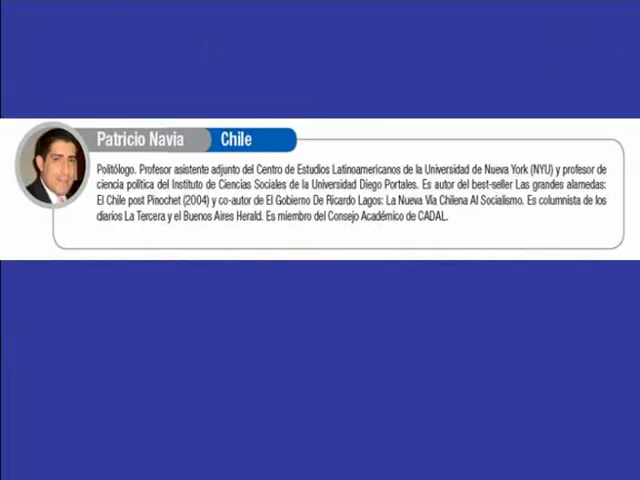 Patricio Navia Chile
Politólogo. Profesor asistente adjunto del Centro de Estudios Latinoamericanos de la Universidad de Nueva York (NYU) y profesor de
ciencia política del Instituto de Ciencias Sociales de la Universidad Diego Portales. Es autor del best-seller Las grandes alamedas:
El Chile post Pinochet (2004) y co-autor de El Gobierno De Ricardo Lagos: La Nueva Vía Chilena Al Socialismo. Es columnista de los
diarios La Tercera y el Buenos Aires Herald. Es miembro del Consejo Académico de CADAL.